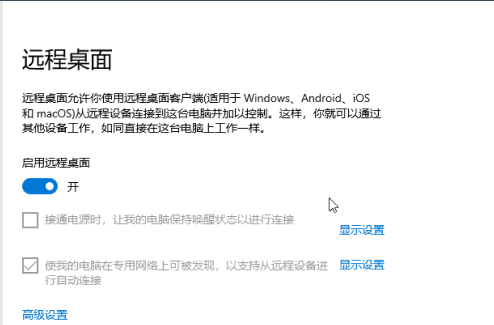 远程桌面
远程桌面允许你使用远程桌面客户端(适用于 Windows、Android、iOS
和 macOS)从远程设备连接到这台电脑并加以控制。这样，你就可以通过
其他设备工作，如同直接在这台电脑上工作一样。
启用远程桌面
开
接通电源时，让我的电脑保持唤醒状态以进行连接
显示设置
使我的电脑在专用网络上可被发现，以支持从远程设备进
行自动连接
显示设置
高级设置